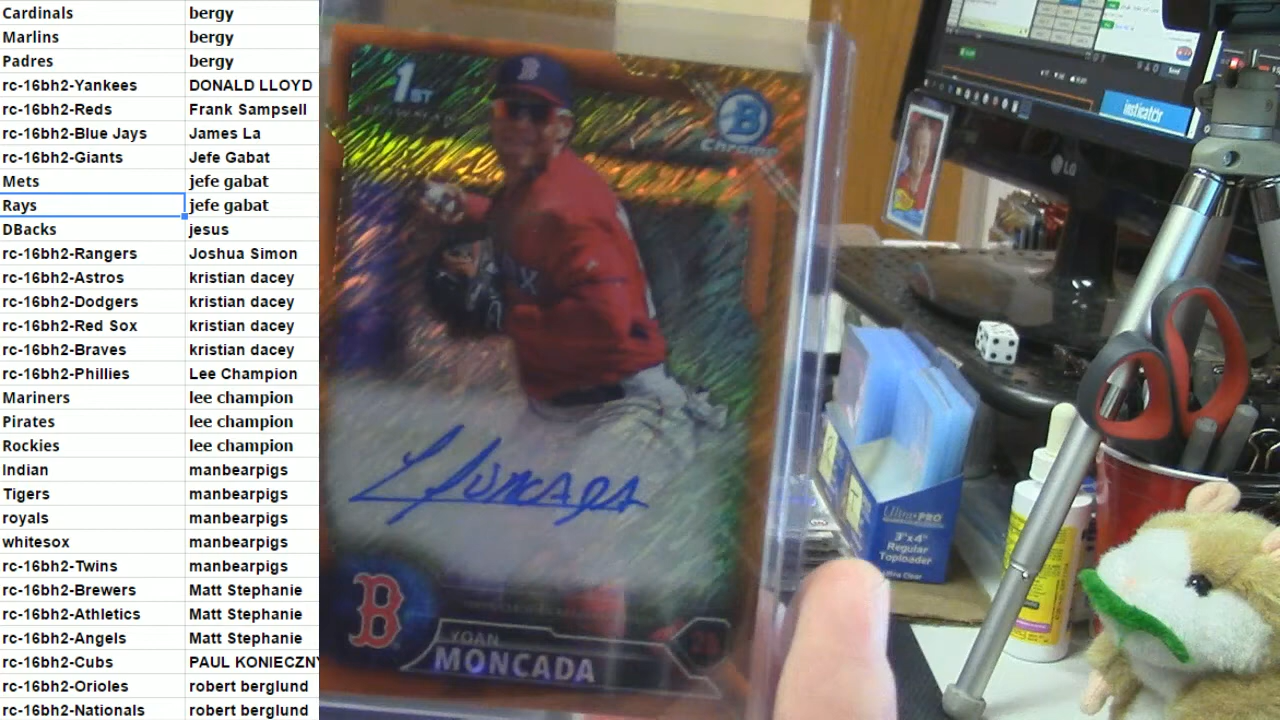 Cardinals bergy
Marlins bergy
Padres bergy
rc-16bh2-Yankees DONALD LLOYD
rc-16bh2-Reds Frank Sampsell
rc-16bh2-Blue Jays James La
rc-16bh2-Giants Jefe Gabat
Mets jefe gabat
Rays jefe gabat
DBacks jesus
rc-16bh2-Rangers Joshua Simon
rc-16bh2-Astros kristian dacey
rc-16bh2-Dodgers kristian dacey
rc-16bh2-Red Sox kristian dacey
rc-16bh2-Braves kristian dacey
rc-16bh2-Phillies Lee Champion
Mariners lee champion
Pirates lee champion
Rockies lee champion
Indian manbearpigs
Tigers manbearpigs
royals manbearpigs
whitesox manbearpigs
rc-16bh2-Twins manbearpigs
rc-16bh2-Brewers Matt Stephanie
rc-16bh2-Athletics Matt Stephanie
rc-16bh2-Angels Matt Stephanie
rc-16bh2-Cubs PAUL KONIECZNY
rc-16bh2-Orioles robert berglund
rc-16bh2-Nationals robert berglund
1ST
B
B
Chrome
Y Moncada
B
YOAN
MONCADA
LG
Ultra·PRO
3"x4"
Regular
Toploader
Ultra Clear